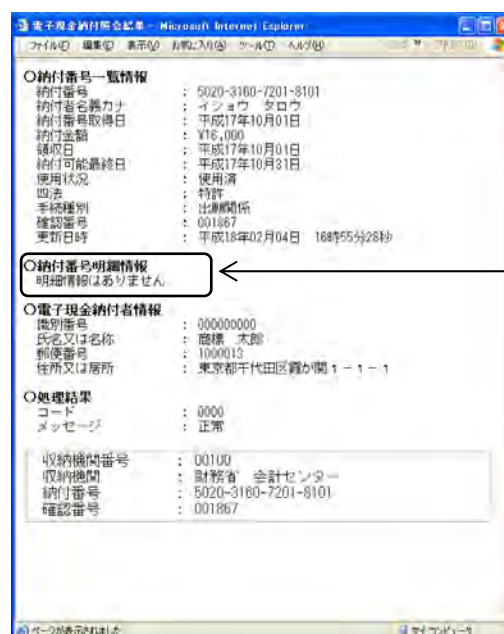 電子現金納付照会結果 - Microsoft Internet Explorer
ファイル(F) 編集(E) 表示(V) お気に入り(A) ツール(T) ヘルプ(H)
○納付番号一覧情報
納付番号 : 5020-3160-7201-8101
納付者名義カナ : イショウ タロウ
納付番号取得日 : 平成17年10月01日
納付金額 : ¥16,000
領収日 : 平成17年10月01日
納付可能最終日 : 平成17年10月31日
使用状況 : 使用済
四法 : 特許
手続種別 : 出願関係
確認番号 : 001867
更新日時 : 平成18年02月04日 16時55分28秒
○納付番号明細情報
明細情報はありません
○電子現金納付者情報
識別番号 : 000000000
氏名又は名称 : 商標 太郎
郵便番号 : 1000013
住所又は居所 : 東京都千代田区霞が関1-1-1
○処理結果
コード : 0000
メッセージ : 正常
収納機関番号 : 00100
収納機関 : 財務省 会計センター
納付番号 : 5020-3160-7201-8101
確認番号 : 001867
ページが表示されました
マイ コンピュータ